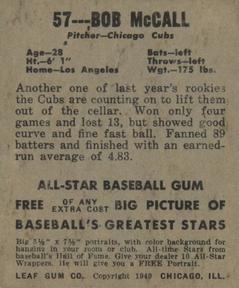 57---BOB McCALL
Pitcher-Chicago Cubs
Age-28 Bats-left
Ht.-6' 1" Throws-left
Home-Los Angeles Wgt.-175 lbs.
Another one of last year's rookies
the Cubs are counting on to lift them
out of the cellar. Won only four
games and lost 13, but showed good
curve and fine fast ball. Fanned 89
batters and finished with an earned-
run average of 4.83.
ALL-STAR BASEBALL GUM
FREE OF ANY EXTRA COST BIG PICTURE OF
BASEBALL'S GREATEST STARS
Big 5½" x 7½" portraits, with color background for
hanging in your room or club. All-time Stars from
baseball's Hall of Fame. Give your dealer 10 All-Star
Wrappers. He will give you a FREE Portrait.
LEAF GUM CO. Copyright 1949 CHICAGO, ILL.